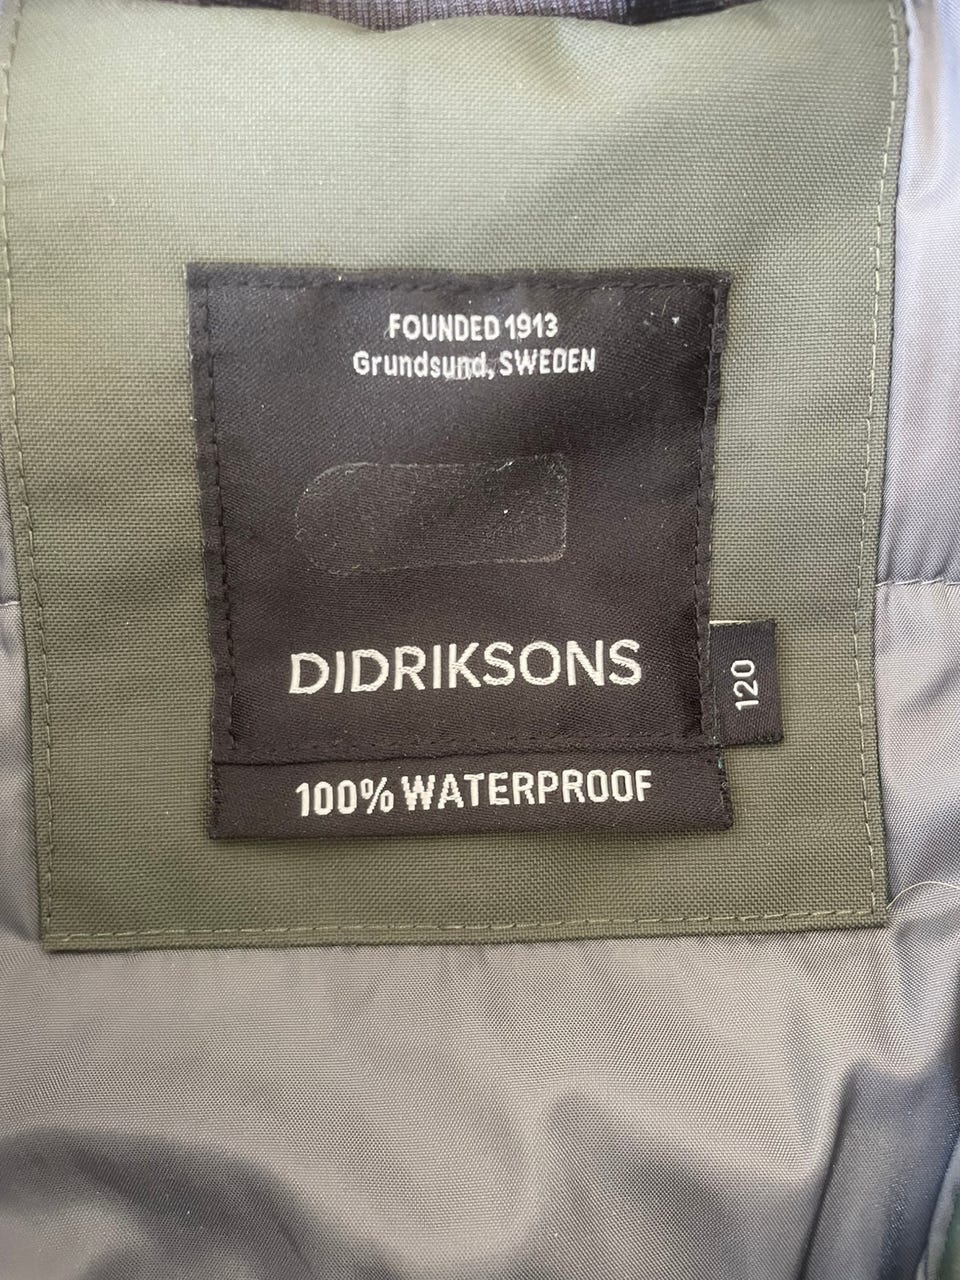 FOUNDED 1913
Grundsund, SWEDEN
DIDRIKSONS
120
100% WATERPROOF